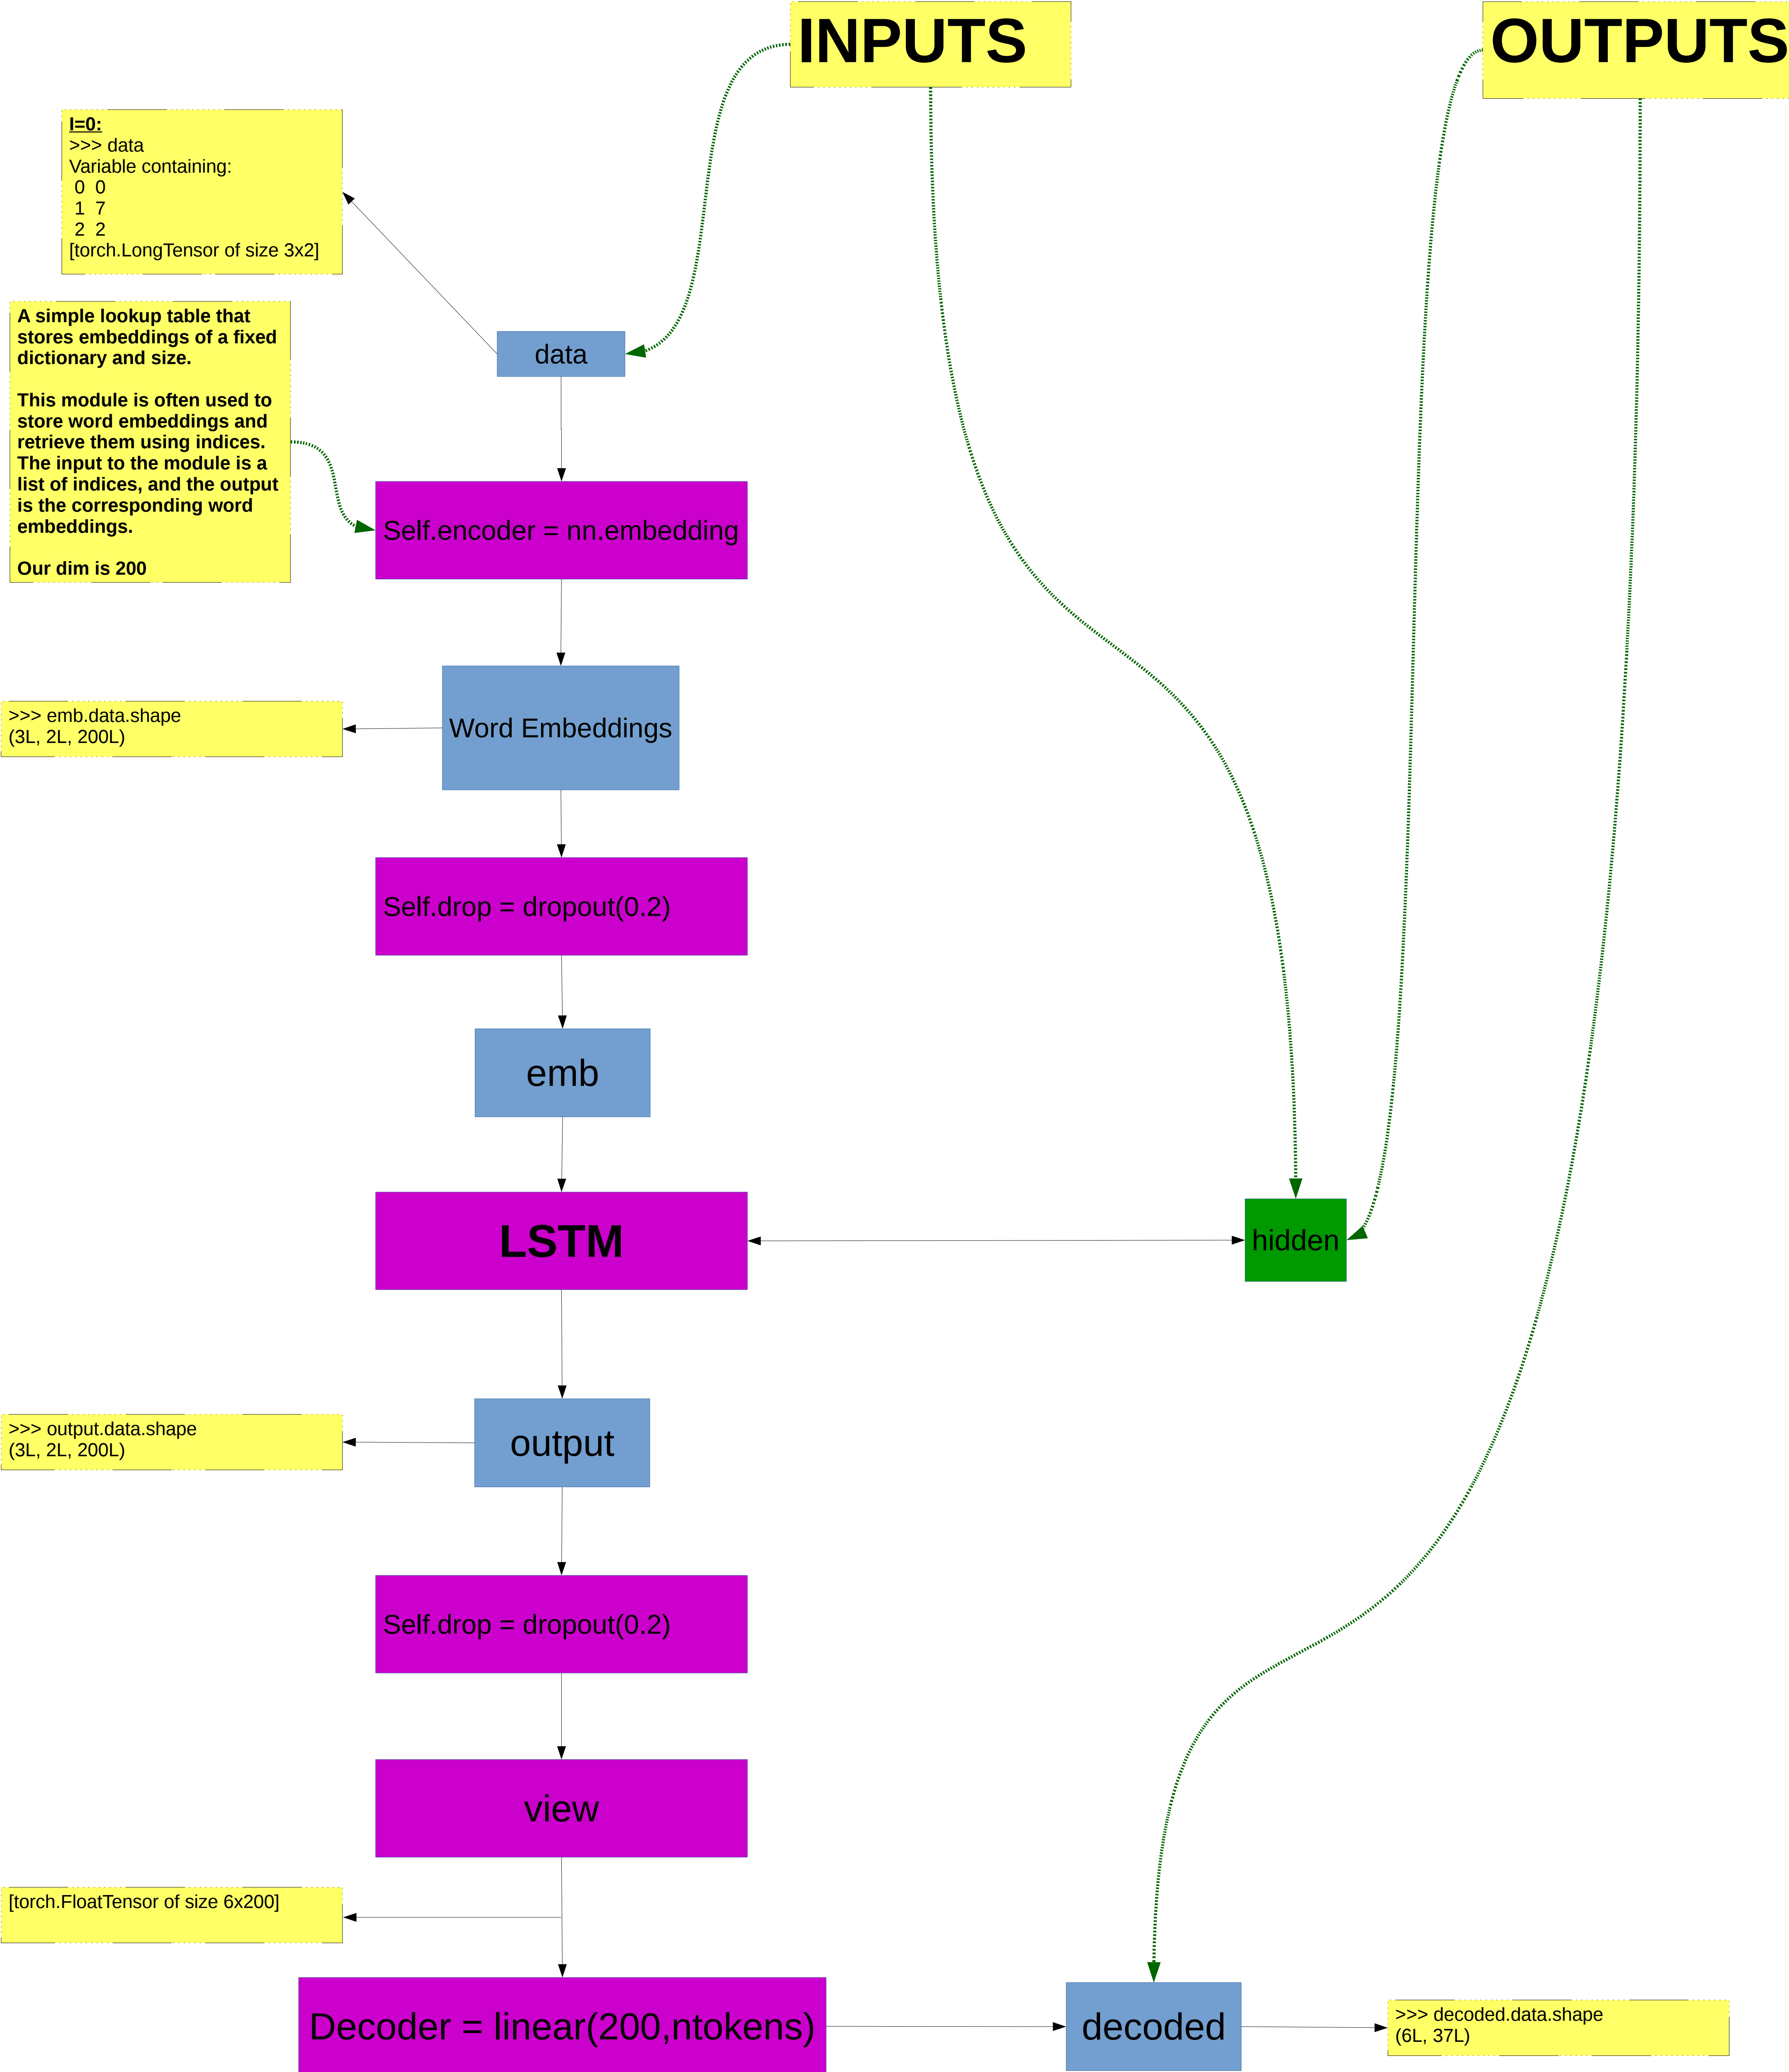 INPUTS
OUTPUTS
I=0:
>>> data
Variable containing:
0 0
1 7
2 2
[torch.LongTensor of size 3x2]
A simple lookup table that
stores embeddings of a fixed
dictionary and size.
This module is often used to
store word embeddings and
retrieve them using indices.
The input to the module is a
list of indices, and the output
is the corresponding word
embeddings.
Our dim is 200
data
Self.encoder = nn.embedding
>>> emb.data.shape
(3L, 2L, 200L)
Word Embeddings
Self.drop = dropout(0.2)
emb
LSTM
hidden
>>> output.data.shape
(3L, 2L, 200L)
output
Self.drop = dropout(0.2)
view
[torch.FloatTensor of size 6x200]
Decoder = linear(200,ntokens)
decoded
>>> decoded.data.shape
(6L, 37L)